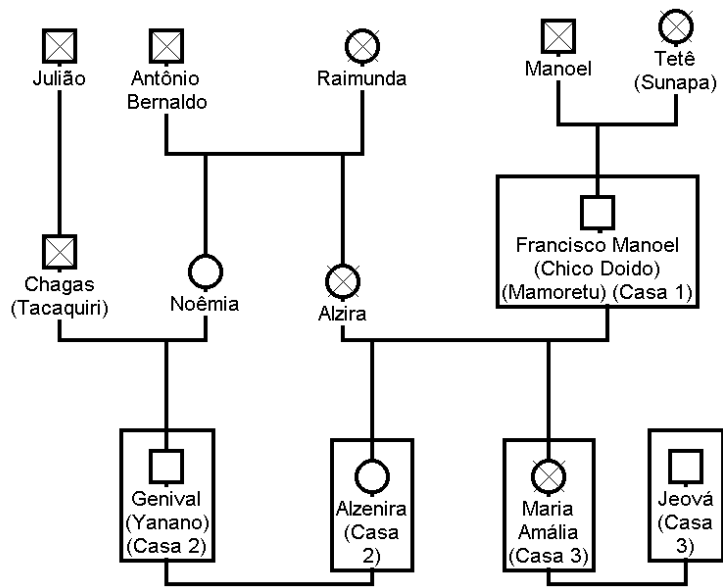 Julião
Antônio
Bernaldo
Raimunda
Manoel
Tetê
(Sunapa)
Chagas
(Tacaquiri)
Noêmia
Alzira
Francisco Manoel
(Chico Doido)
(Mamoretu) (Casa 1)
Genival
(Yanano)
(Casa 2)
Alzenira
(Casa
2)
Maria
Amália
(Casa 3)
Jeová
(Casa
3)